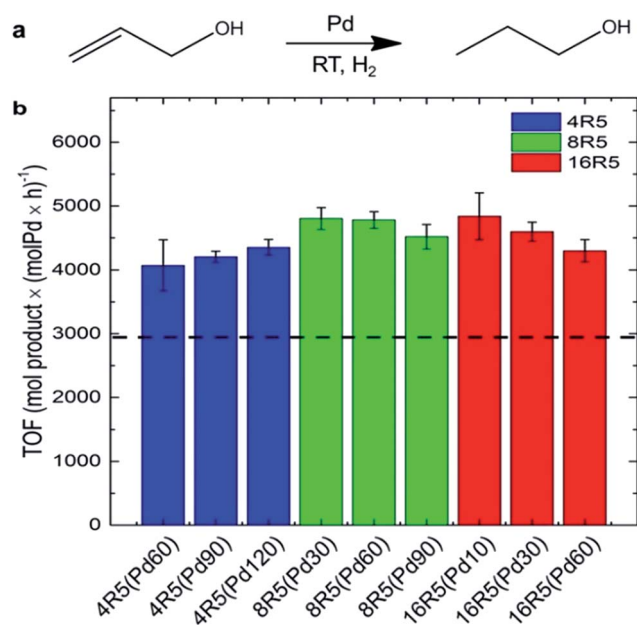 a
OH
Pd
RT, H₂
OH
b
4R5
8R5
16R5
TOF (mol product × (molPd × h)⁻¹
6000
5000
4000
3000
2000
1000
0
4R5(Pd60)
4R5(Pd90)
4R5(Pd120)
8R5(Pd30)
8R5(Pd60)
8R5(Pd90)
16R5(Pd10)
16R5(Pd30)
16R5(Pd60)